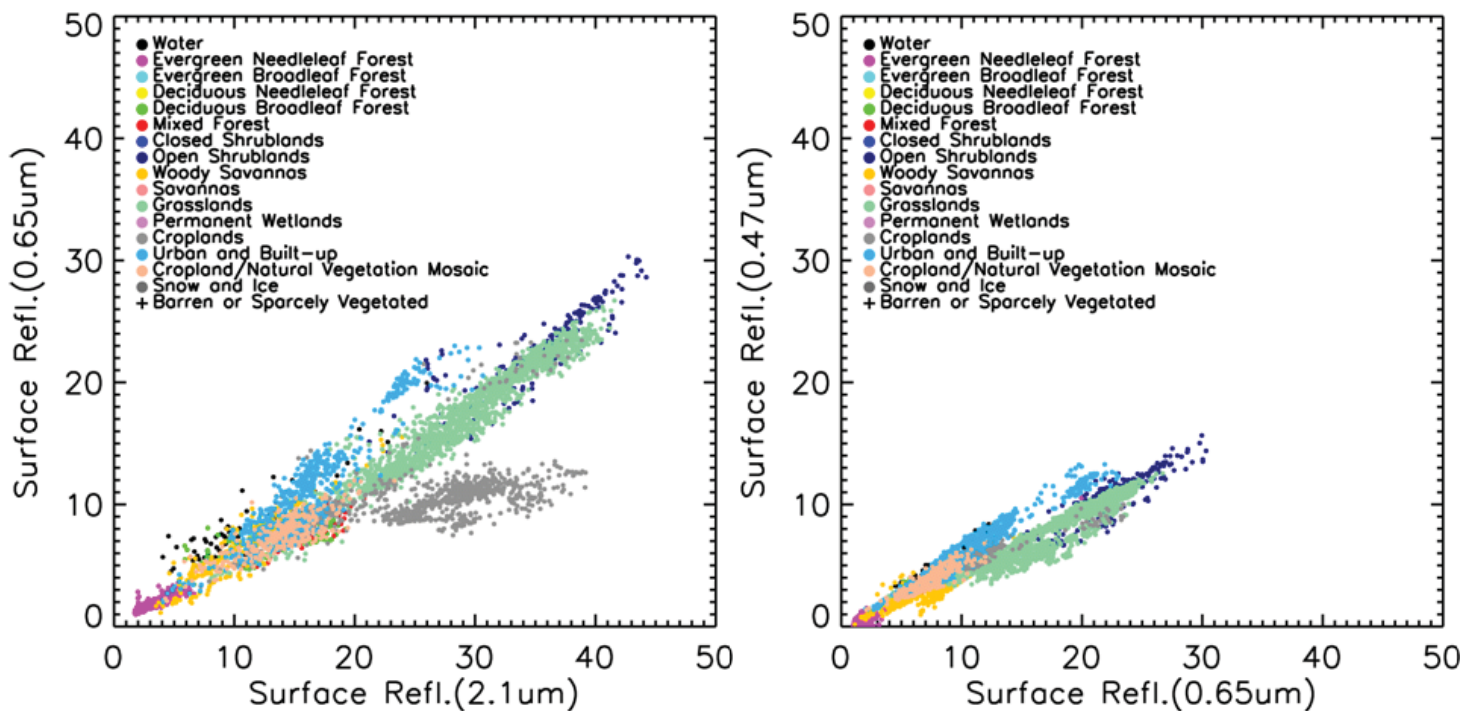 50
40
30
20
10
0
Surface Refl.(0.65um)
Water
Evergreen Needleleaf Forest
Evergreen Broadleaf Forest
Deciduous Needleleaf Forest
Deciduous Broadleaf Forest
Mixed Forest
Closed Shrublands
Open Shrublands
Woody Savannas
Savannas
Grasslands
Permanent Wetlands
Croplands
Urban and Built-up
Cropland/Natural Vegetation Mosaic
Snow and Ice
+ Barren or Sparcely Vegetated
0 10 20 30 40 50
Surface Refl.(2.1um)
50
40
30
20
10
0
Surface Refl.(0.47um)
Water
Evergreen Needleleaf Forest
Evergreen Broadleaf Forest
Deciduous Needleleaf Forest
Deciduous Broadleaf Forest
Mixed Forest
Closed Shrublands
Open Shrublands
Woody Savannas
Savannas
Grasslands
Permanent Wetlands
Croplands
Urban and Built-up
Cropland/Natural Vegetation Mosaic
Snow and Ice
+ Barren or Sparcely Vegetated
0 10 20 30 40 50
Surface Refl.(0.65um)